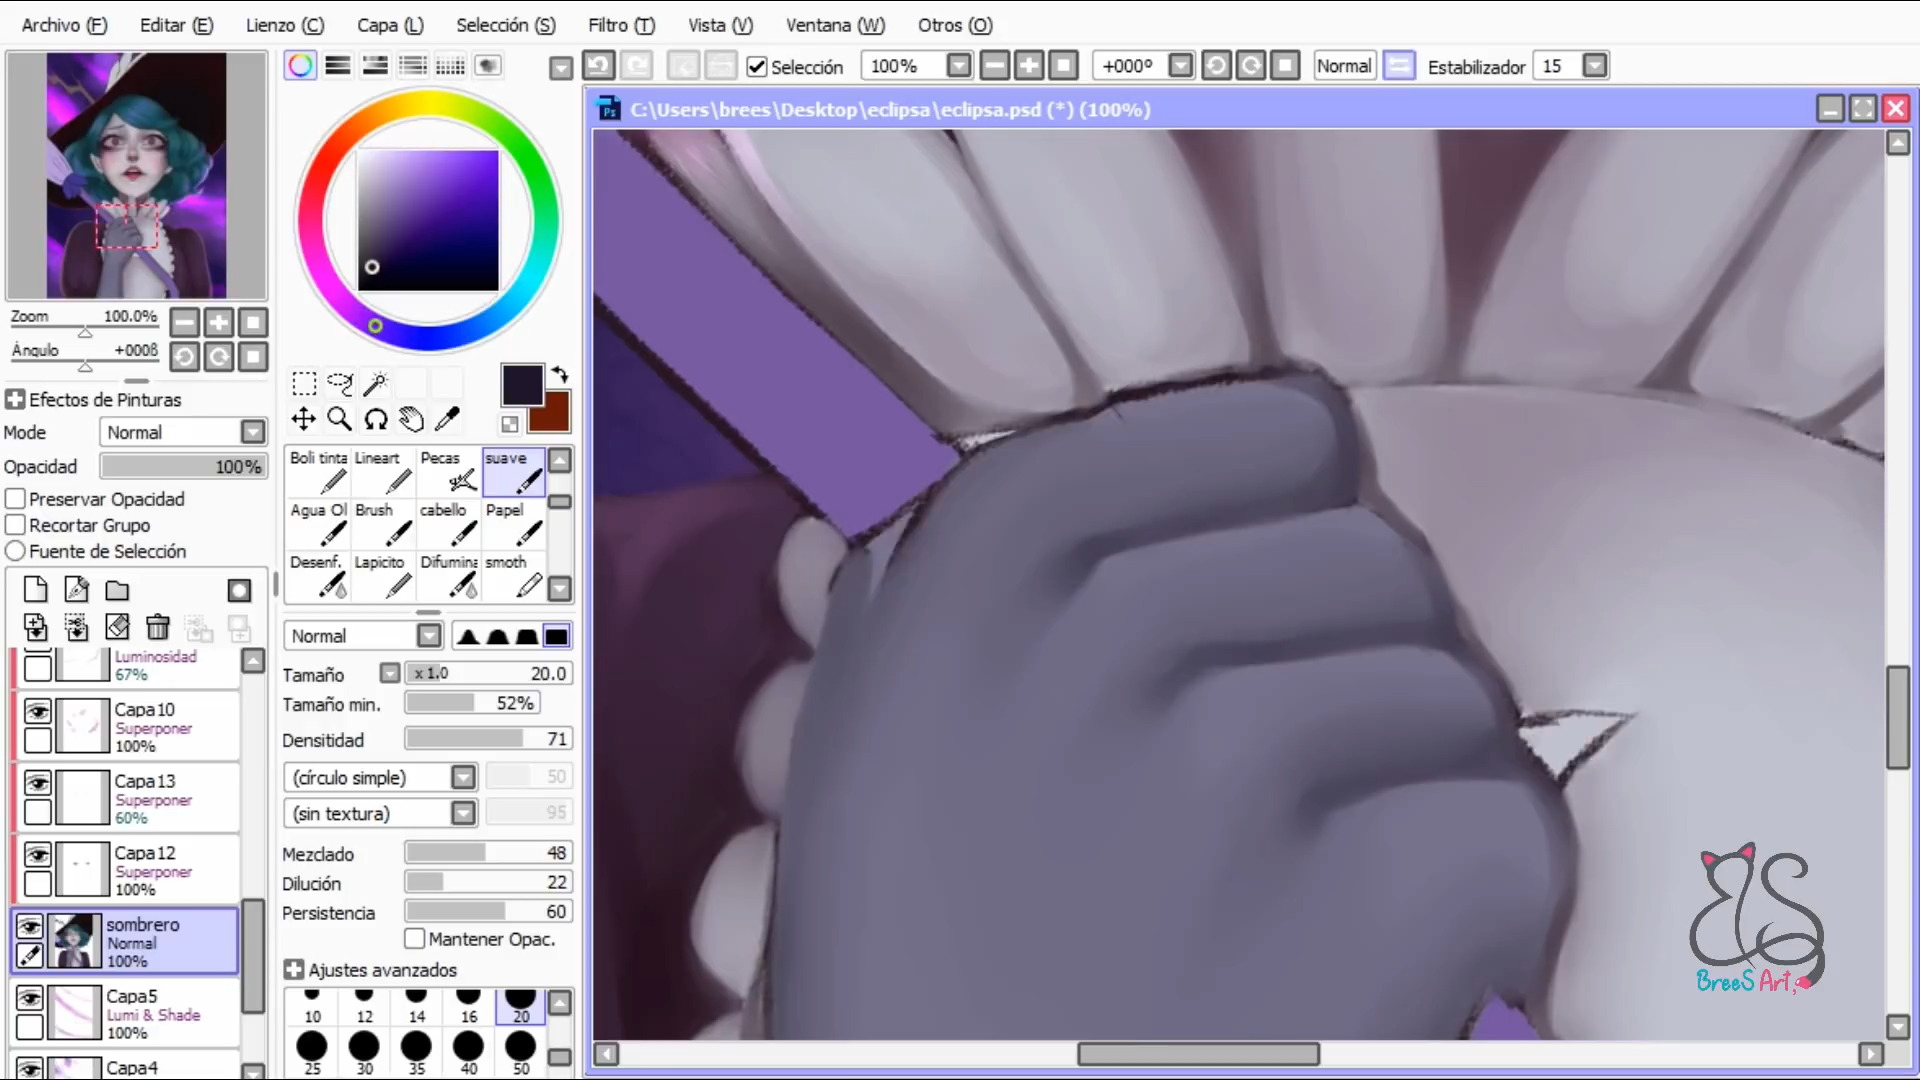 Archivo (F) Editar (E) Lienzo (C) Capa (L) Selección (S) Filtro (T) Vista (V) Ventana (W) Otros (O)
Selección 100% +000º Normal Estabilizador 15
C:\Users\brees\Desktop\eclipsa\eclipsa.psd (*) (100%)
Zoom 100.0%
Ángulo +000ß
Efectos de Pinturas
Mode Normal
Opacidad 100%
Preservar Opacidad
Recortar Grupo
Fuente de Selección
Luminosidad
67%
Capa10
Superponer
100%
Capa13
Superponer
60%
Capa12
Superponer
100%
sombrero
Normal
100%
Capa5
Lumi & Shade
100%
Capa4
Boli tinta Lineart Pecas suave
Agua Ol Brush cabello Papel
Desenf. Lapicito Difumina smoth
Normal
Tamaño x 1.0 20.0
Tamaño min. 52%
Densitidad 71
(círculo simple) 50
(sin textura) 95
Mezclado 48
Dilución 22
Persistencia 60
Mantener Opac.
Ajustes avanzados
10 12 14 16 20
25 30 35 40 50
Ps
BreeS Art